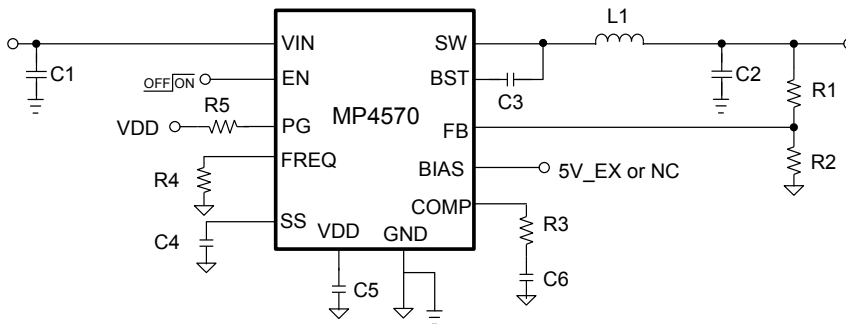 L1
VIN
SW
C1
OFF ON
EN
BST
C2
R1
C3
R5
MP4570
VDD
PG
FB
FREQ
R4
BIAS
5V_EX or NC
R2
COMP
SS
R3
C4
VDD
GND
C5
C6